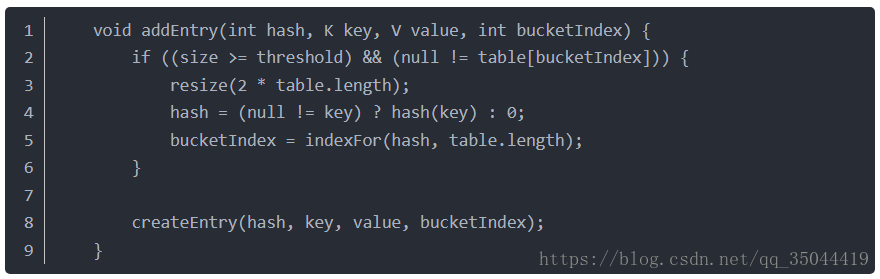 1 void addEntry(int hash, K key, V value, int bucketIndex) {
2 if ((size >= threshold) && (null != table[bucketIndex])) {
3 resize(2 * table.length);
4 hash = (null != key) ? hash(key) : 0;
5 bucketIndex = indexFor(hash, table.length);
6 }
7
8 createEntry(hash, key, value, bucketIndex);
9 }
https://blog.csdn.net/qq_35044419